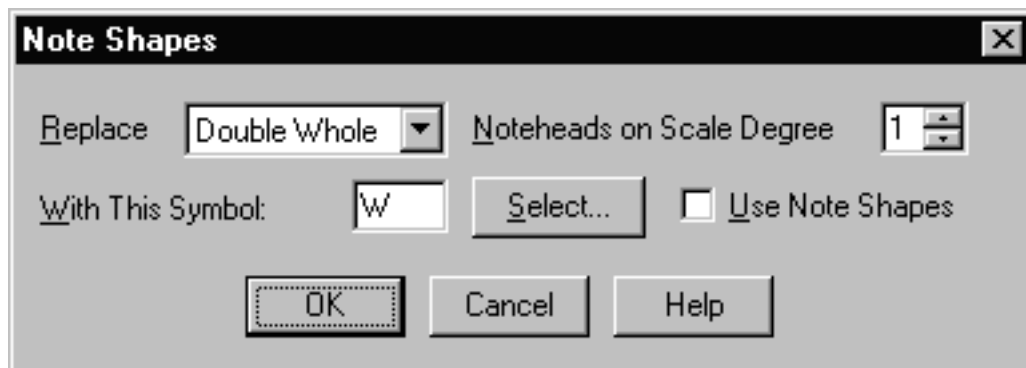 Note Shapes
Replace Double Whole Noteheads on Scale Degree 1
With This Symbol: W Select... Use Note Shapes
OK Cancel Help